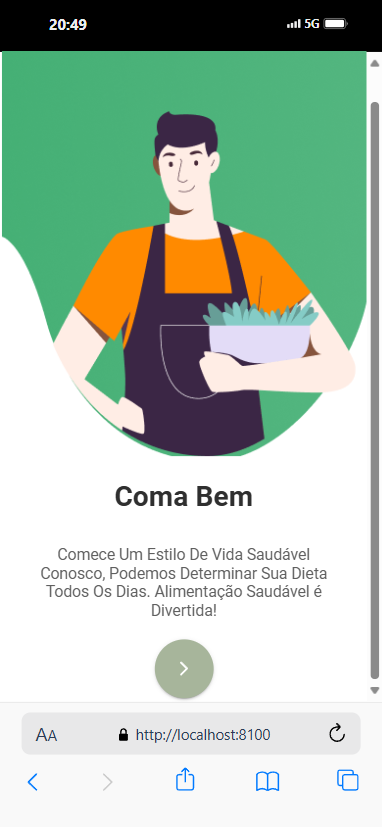 20:49
5G
Coma Bem
Comece Um Estilo De Vida Saudável
Conosco, Podemos Determinar Sua Dieta
Todos Os Dias. Alimentação Saudável é
Divertida!
AA http://localhost:8100